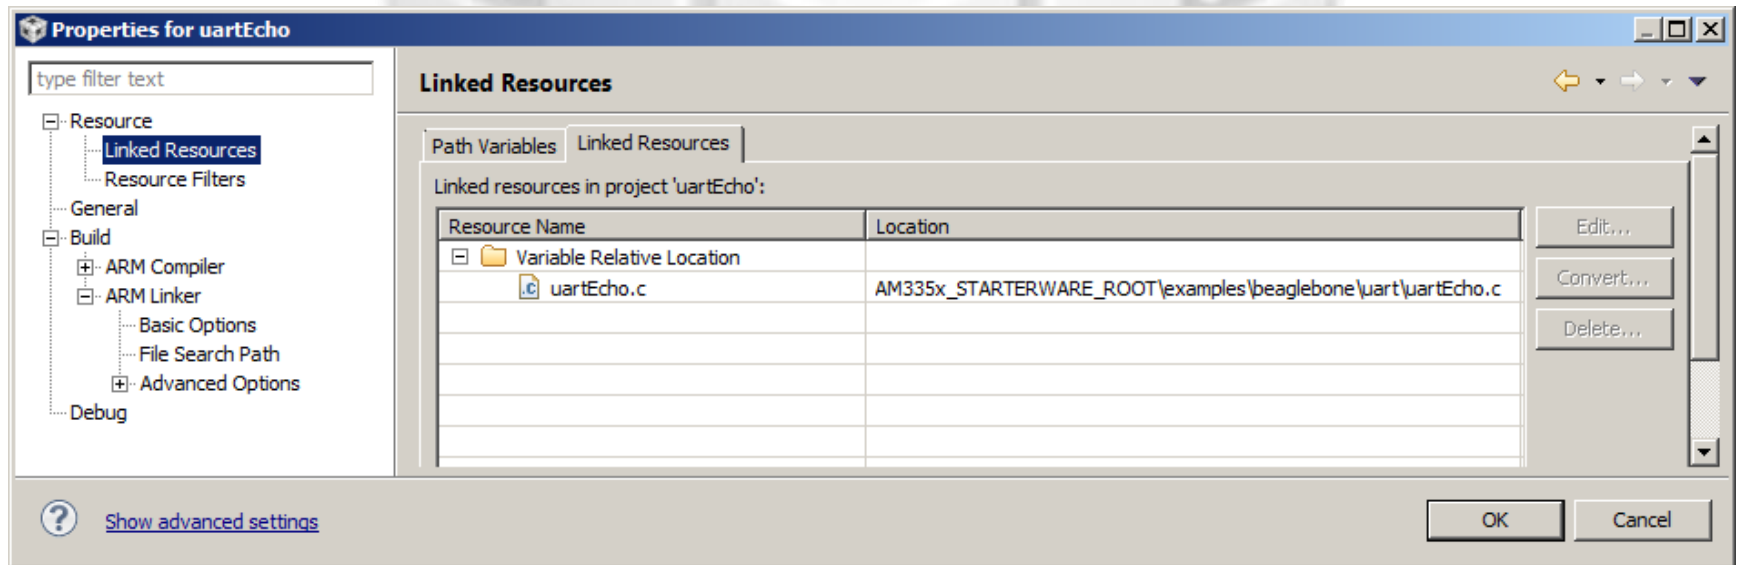 Properties for uartEcho
type filter text
Resource
Linked Resources
Resource Filters
General
Build
ARM Compiler
ARM Linker
Basic Options
File Search Path
Advanced Options
Debug
Linked Resources
Path Variables
Linked Resources
Linked resources in project 'uartEcho':
Resource Name
Location
Variable Relative Location
uartEcho.c
AM335x_STARTERWARE_ROOT\examples\beaglebone\uart\uartEcho.c
Edit...
Convert...
Delete...
Show advanced settings
OK
Cancel